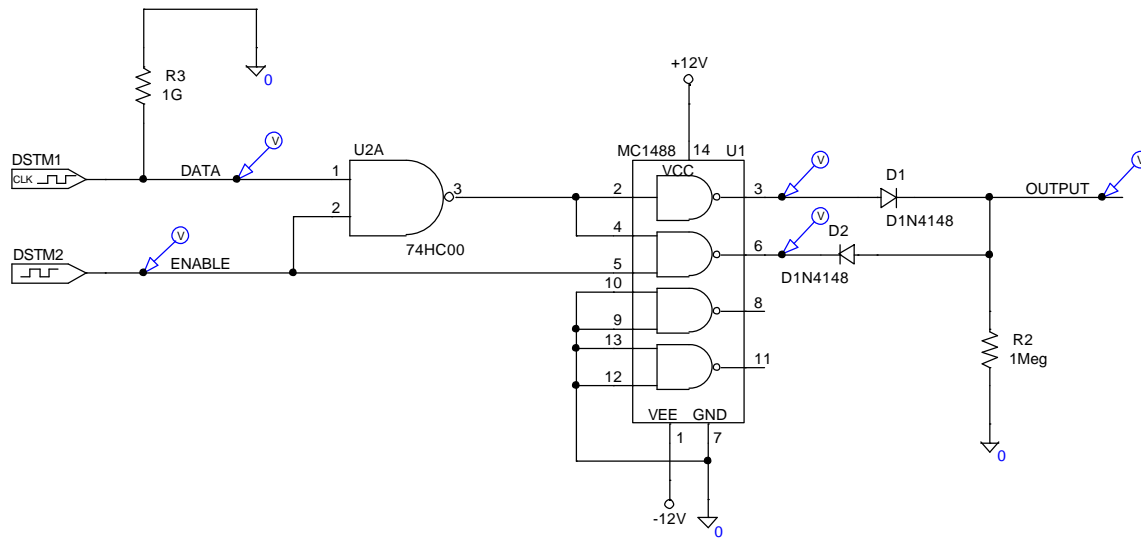 +12V
R3
1G
0
DSTM1
CLK
DATA
V
U2A
1
2
3
74HC00
MC1488
14
U1
VCC
2
3
V
D1
D1N4148
OUTPUT
V
DSTM2
ENABLE
V
4
5
6
V
D2
D1N4148
10
9
8
13
12
11
R2
1Meg
0
VEE
GND
1
7
-12V
0